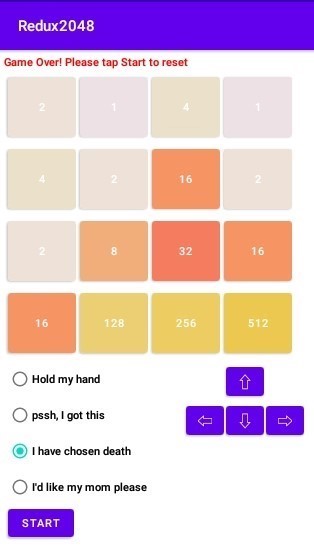 Redux2048
Game Over! Please tap Start to reset
2 1 4 1
4 2 16 2
2 8 32 16
16 128 256 512
Hold my hand
pssh, I got this
I have chosen death
I'd like my mom please
START